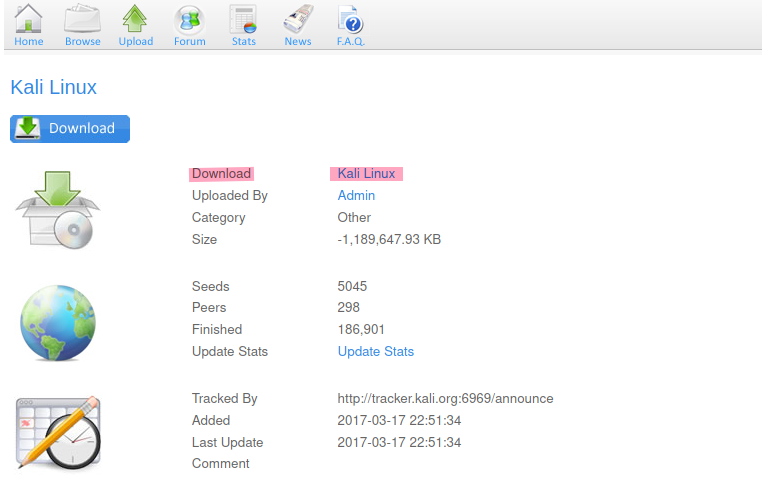 Home Browse Upload Forum Stats News F.A.Q.
Kali Linux
Download
Download Kali Linux
Uploaded By Admin
Category Other
Size -1,189,647.93 KB
Seeds 5045
Peers 298
Finished 186,901
Update Stats Update Stats
Tracked By http://tracker.kali.org:6969/announce
Added 2017-03-17 22:51:34
Last Update 2017-03-17 22:51:34
Comment